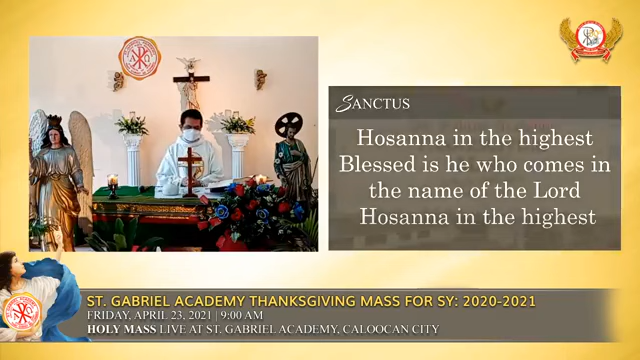 SANCTUS
Hosanna in the highest
Blessed is he who comes in
the name of the Lord
Hosanna in the highest
ST. GABRIEL ACADEMY THANKSGIVING MASS FOR SY: 2020-2021
FRIDAY, APRIL 23, 2021 | 9:00 AM
HOLY MASS LIVE AT ST. GABRIEL ACADEMY, CALOOCAN CITY